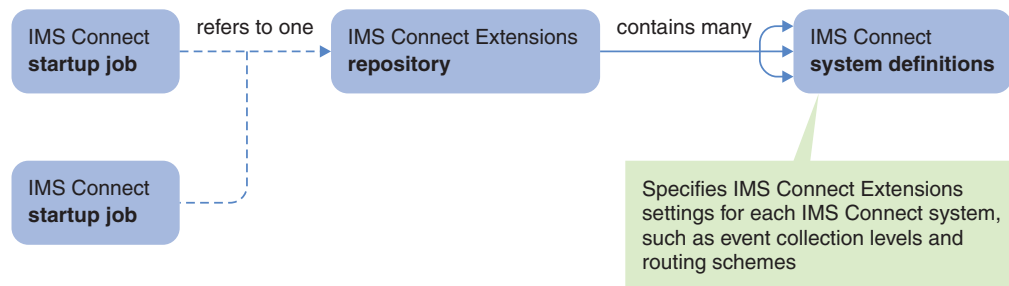 IMS Connect
startup job
refers to one
IMS Connect Extensions
repository
contains many
IMS Connect
system definitions
IMS Connect
startup job
Specifies IMS Connect Extensions
settings for each IMS Connect system,
such as event collection levels and
routing schemes